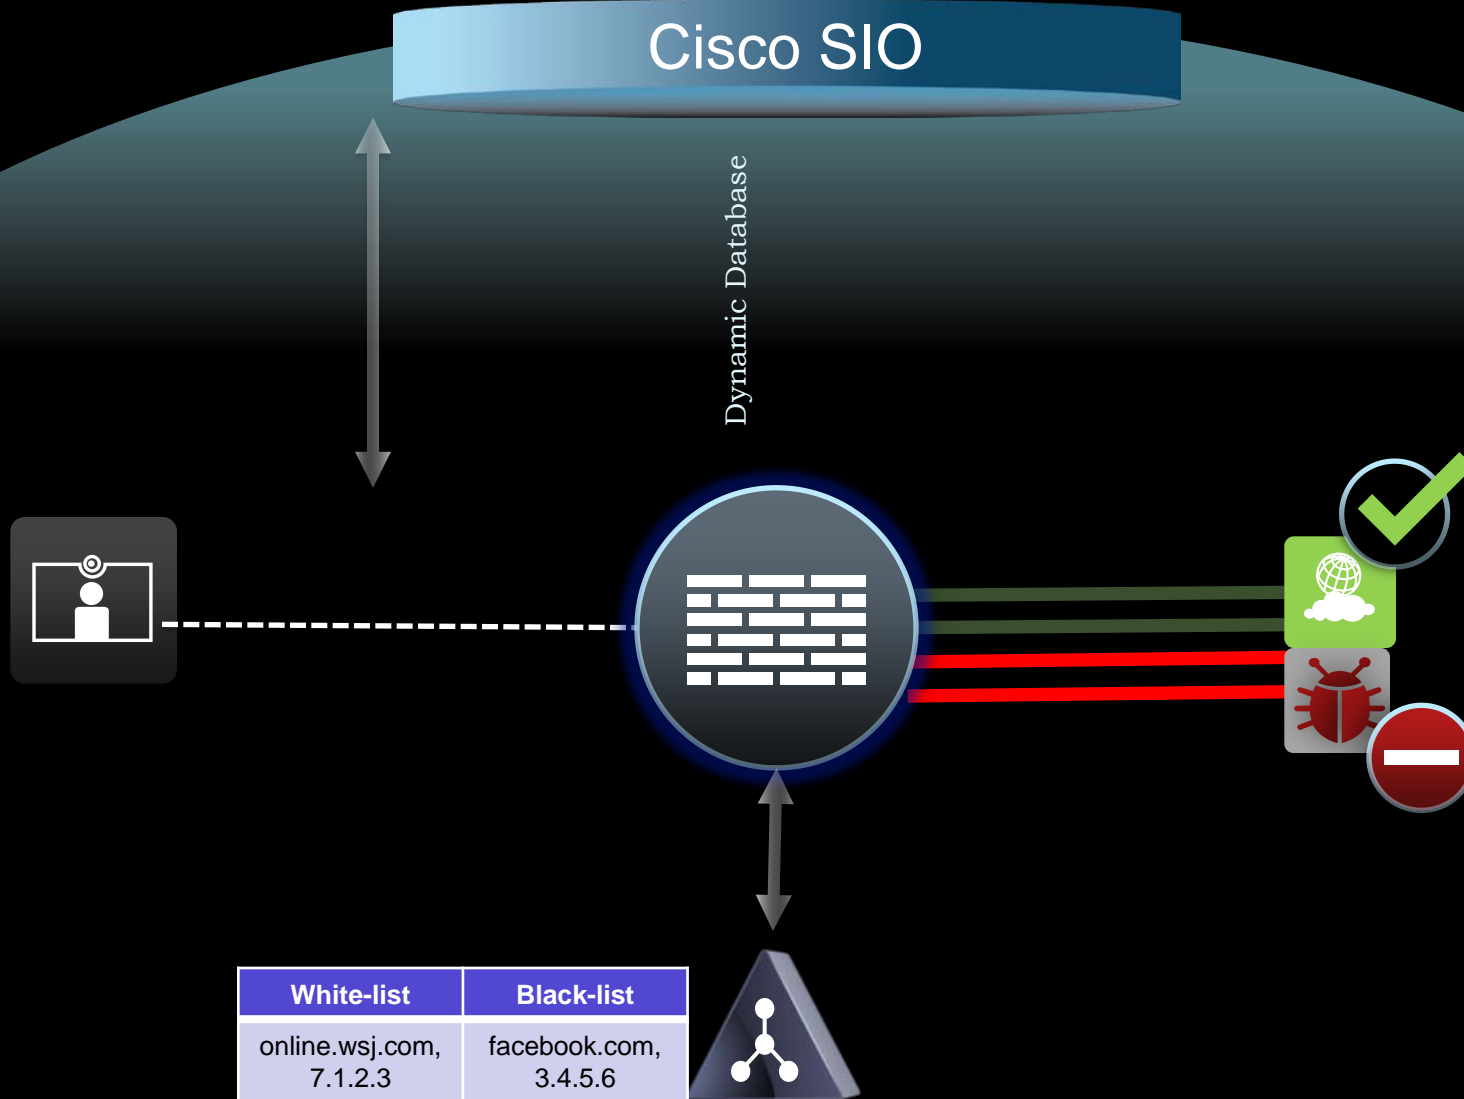 Cisco SIO
Dynamic Database
White-list
Black-list
online.wsj.com,
7.1.2.3
facebook.com,
3.4.5.6